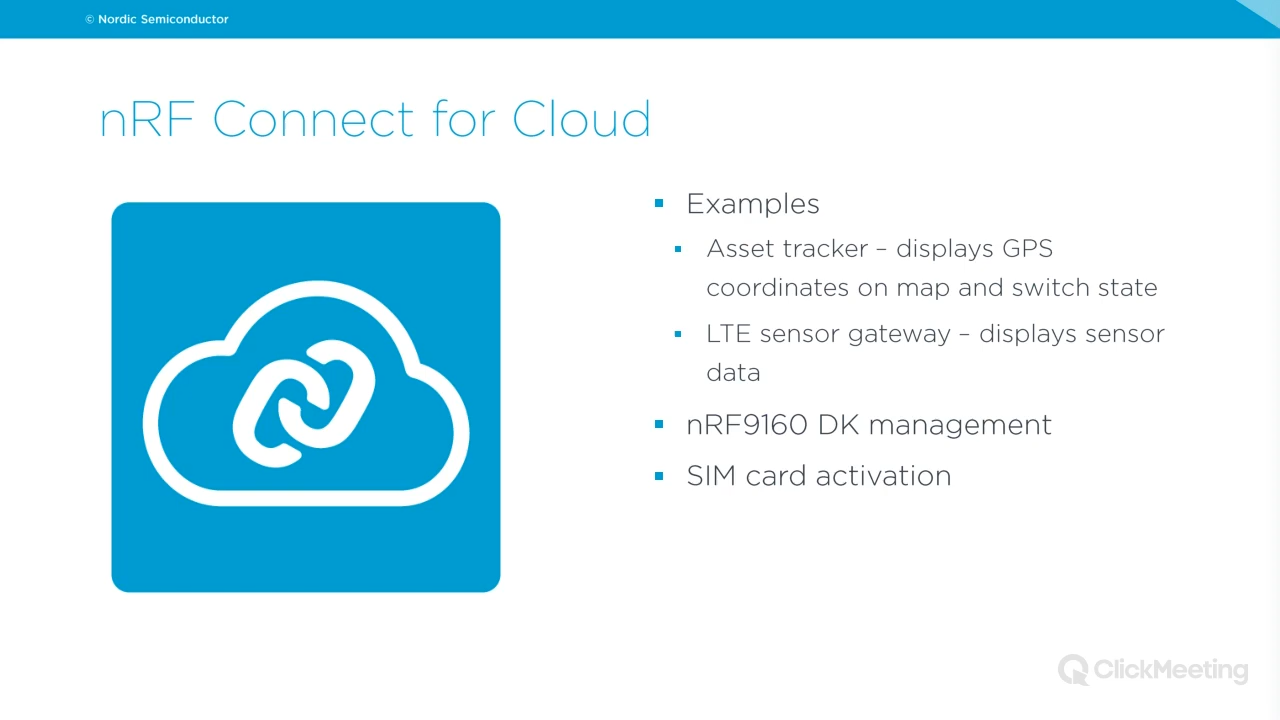 © Nordic Semiconductor
nRF Connect for Cloud
Examples
Asset tracker – displays GPS
coordinates on map and switch state
LTE sensor gateway – displays sensor
data
nRF9160 DK management
SIM card activation
ClickMeeting